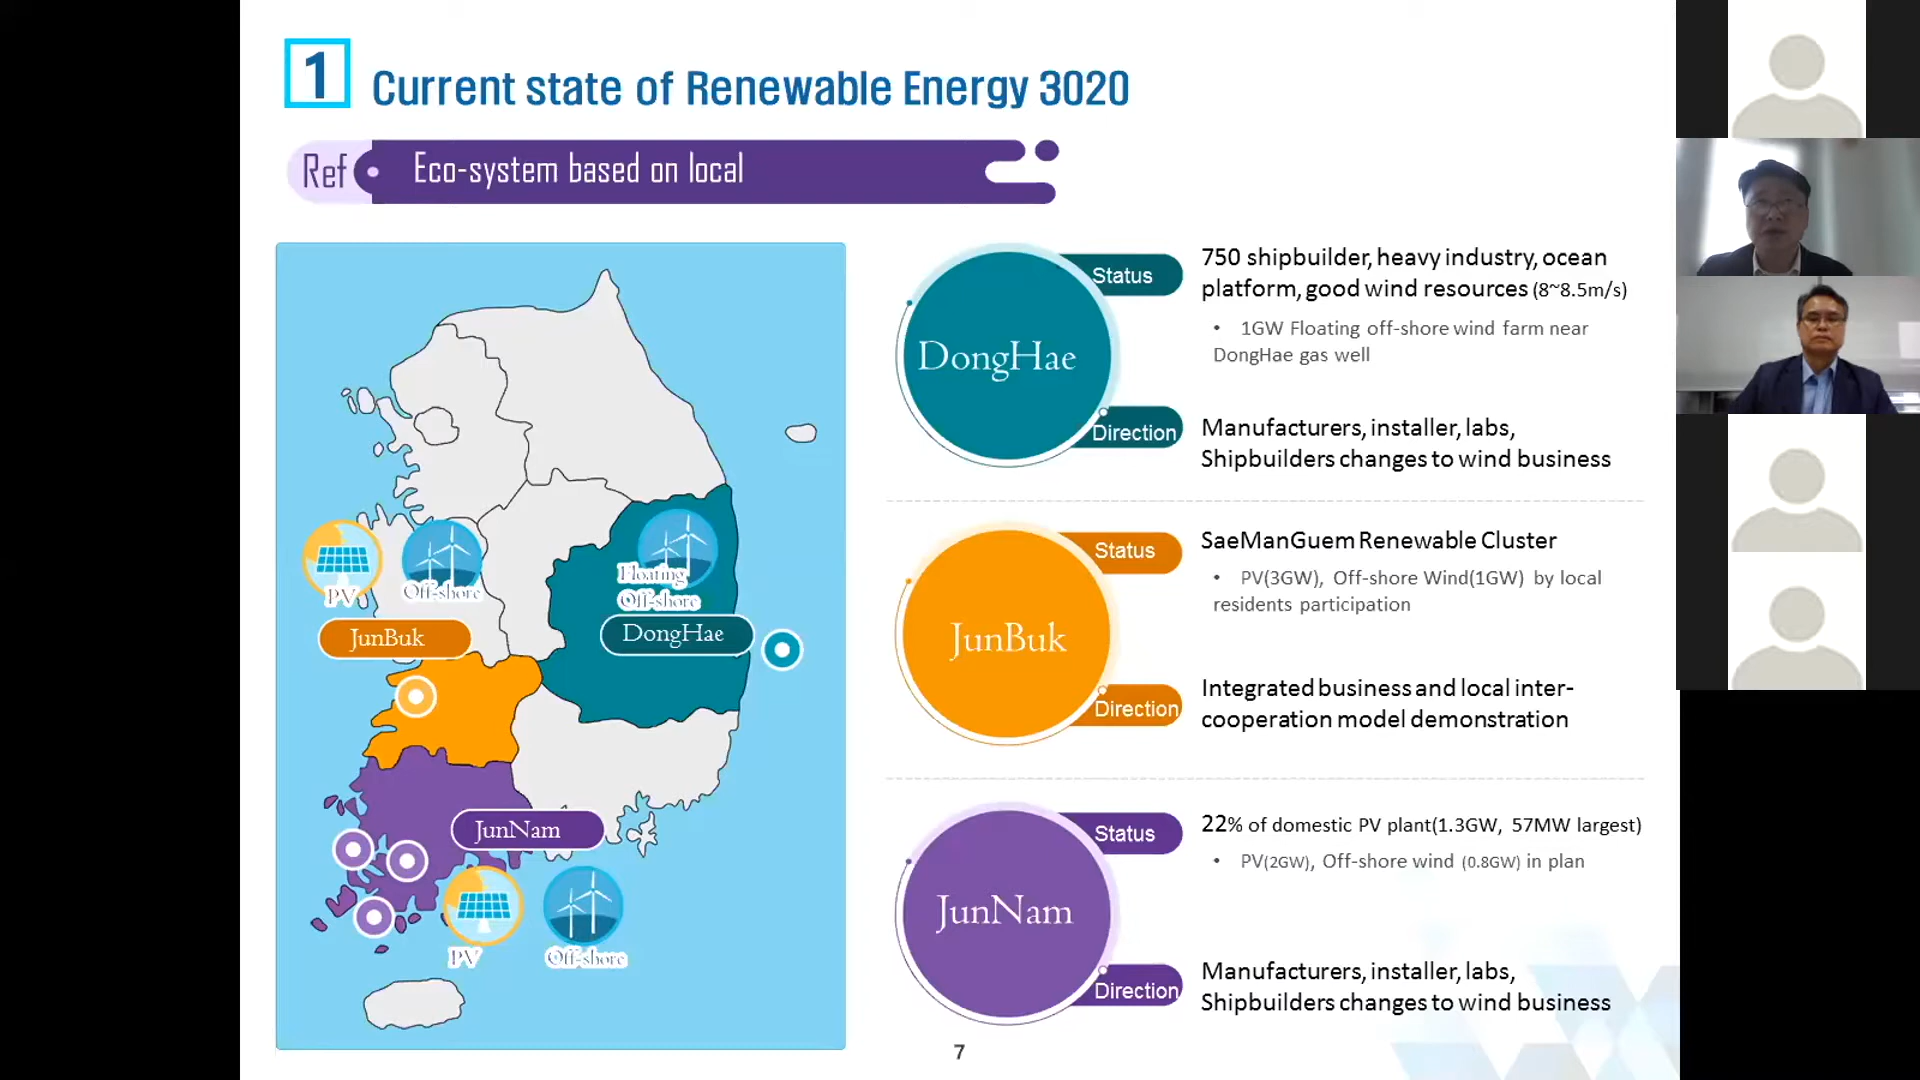 1 Current state of Renewable Energy 3020
Ref Eco-system based on local
PV
Off-shore
Floating
Off-shore
JunBuk
DongHae
JunNam
PV
Off-shore
DongHae
Status
750 shipbuilder, heavy industry, ocean
platform, good wind resources (8~8.5m/s)
• 1GW Floating off-shore wind farm near
DongHae gas well
Direction
Manufacturers, installer, labs,
Shipbuilders changes to wind business
JunBuk
Status
SaeManGuem Renewable Cluster
• PV(3GW), Off-shore Wind(1GW) by local
residents participation
Direction
Integrated business and local inter-
cooperation model demonstration
JunNam
Status
22% of domestic PV plant(1.3GW, 57MW largest)
• PV(2GW), Off-shore wind (0.8GW) in plan
Direction
Manufacturers, installer, labs,
Shipbuilders changes to wind business
7